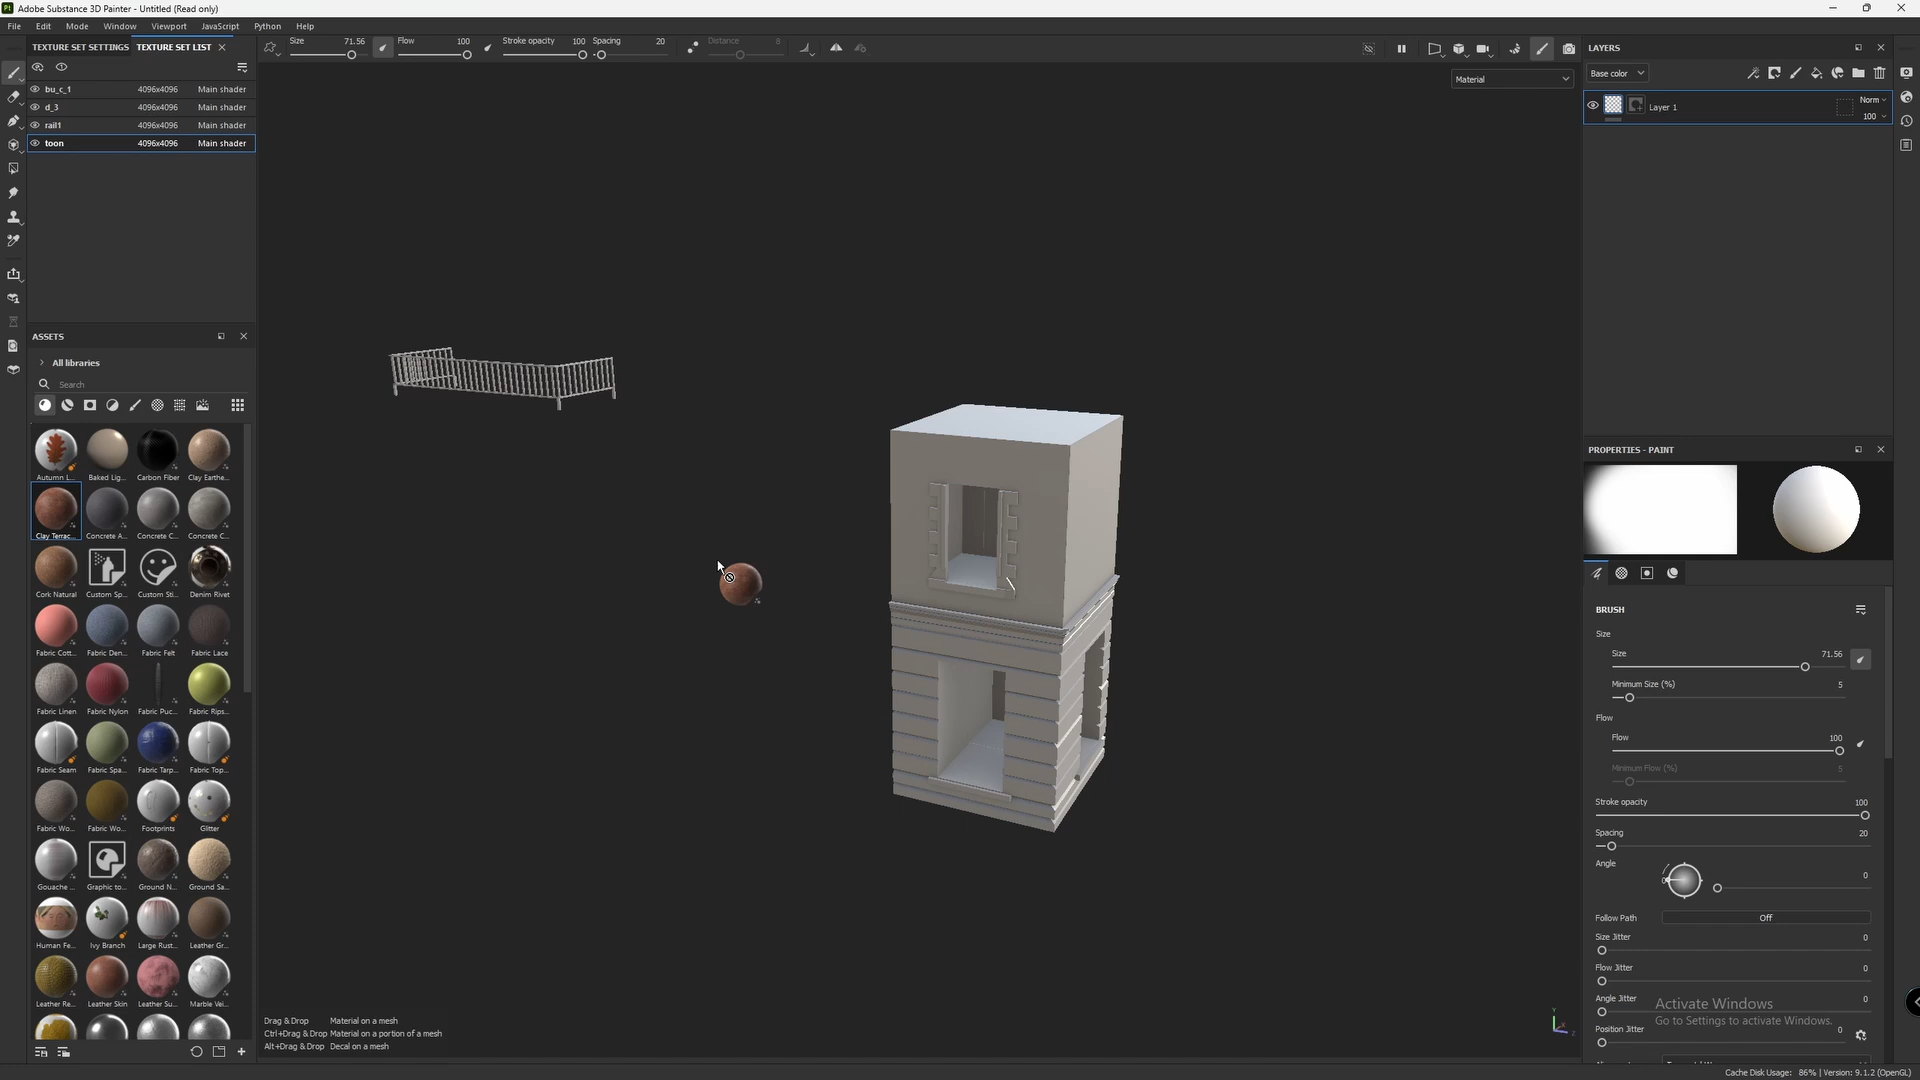 Adobe Substance 3D Painter - Untitled (Read only)
File Edit Mode Window Viewport JavaScript Python Help
TEXTURE SET SETTINGS TEXTURE SET LIST
Size 71.56 Flow 100 Stroke opacity 100 Spacing 20 Distance 8
bu_c_1 4096x4096 Main shader
d_3 4096x4096 Main shader
rail1 4096x4096 Main shader
toon 4096x4096 Main shader
ASSETS
All libraries
Search
Autumn L... Baked Lig... Carbon Fiber Clay Earthe...
Clay Terrac... Concrete A... Concrete C... Concrete C...
Cork Natural Custom Sp... Custom Sti... Denim Rivet
Fabric Cott... Fabric Den... Fabric Felt Fabric Lace
Fabric Linen Fabric Nylon Fabric Puc... Fabric Rips...
Fabric Seam Fabric Spa... Fabric Tarp... Fabric Top...
Fabric Wo... Fabric Wo... Footprints Glitter
Gouache ... Graphic to... Ground N... Ground Sa...
Human Fe... Ivy Branch Large Rust... Leather Gr...
Leather Re... Leather Skin Leather Su... Marble Vei...
Material
Drag & Drop Material on a mesh
Ctrl+Drag & Drop Material on a portion of a mesh
Alt+Drag & Drop Decal on a mesh
LAYERS
Base color
Layer 1 Norm
100
PROPERTIES - PAINT
BRUSH
Size
Size 71.56
Minimum Size (%) 5
Flow
Flow 100
Minimum Flow (%) 5
Stroke opacity 100
Spacing 20
Angle
0
Follow Path Off
Size Jitter 0
Flow Jitter 0
Angle Jitter 0
Position Jitter 0
Activate Windows
Go to Settings to activate Windows.
Cache Disk Usage: 86% | Version: 9.1.2 (OpenGL)